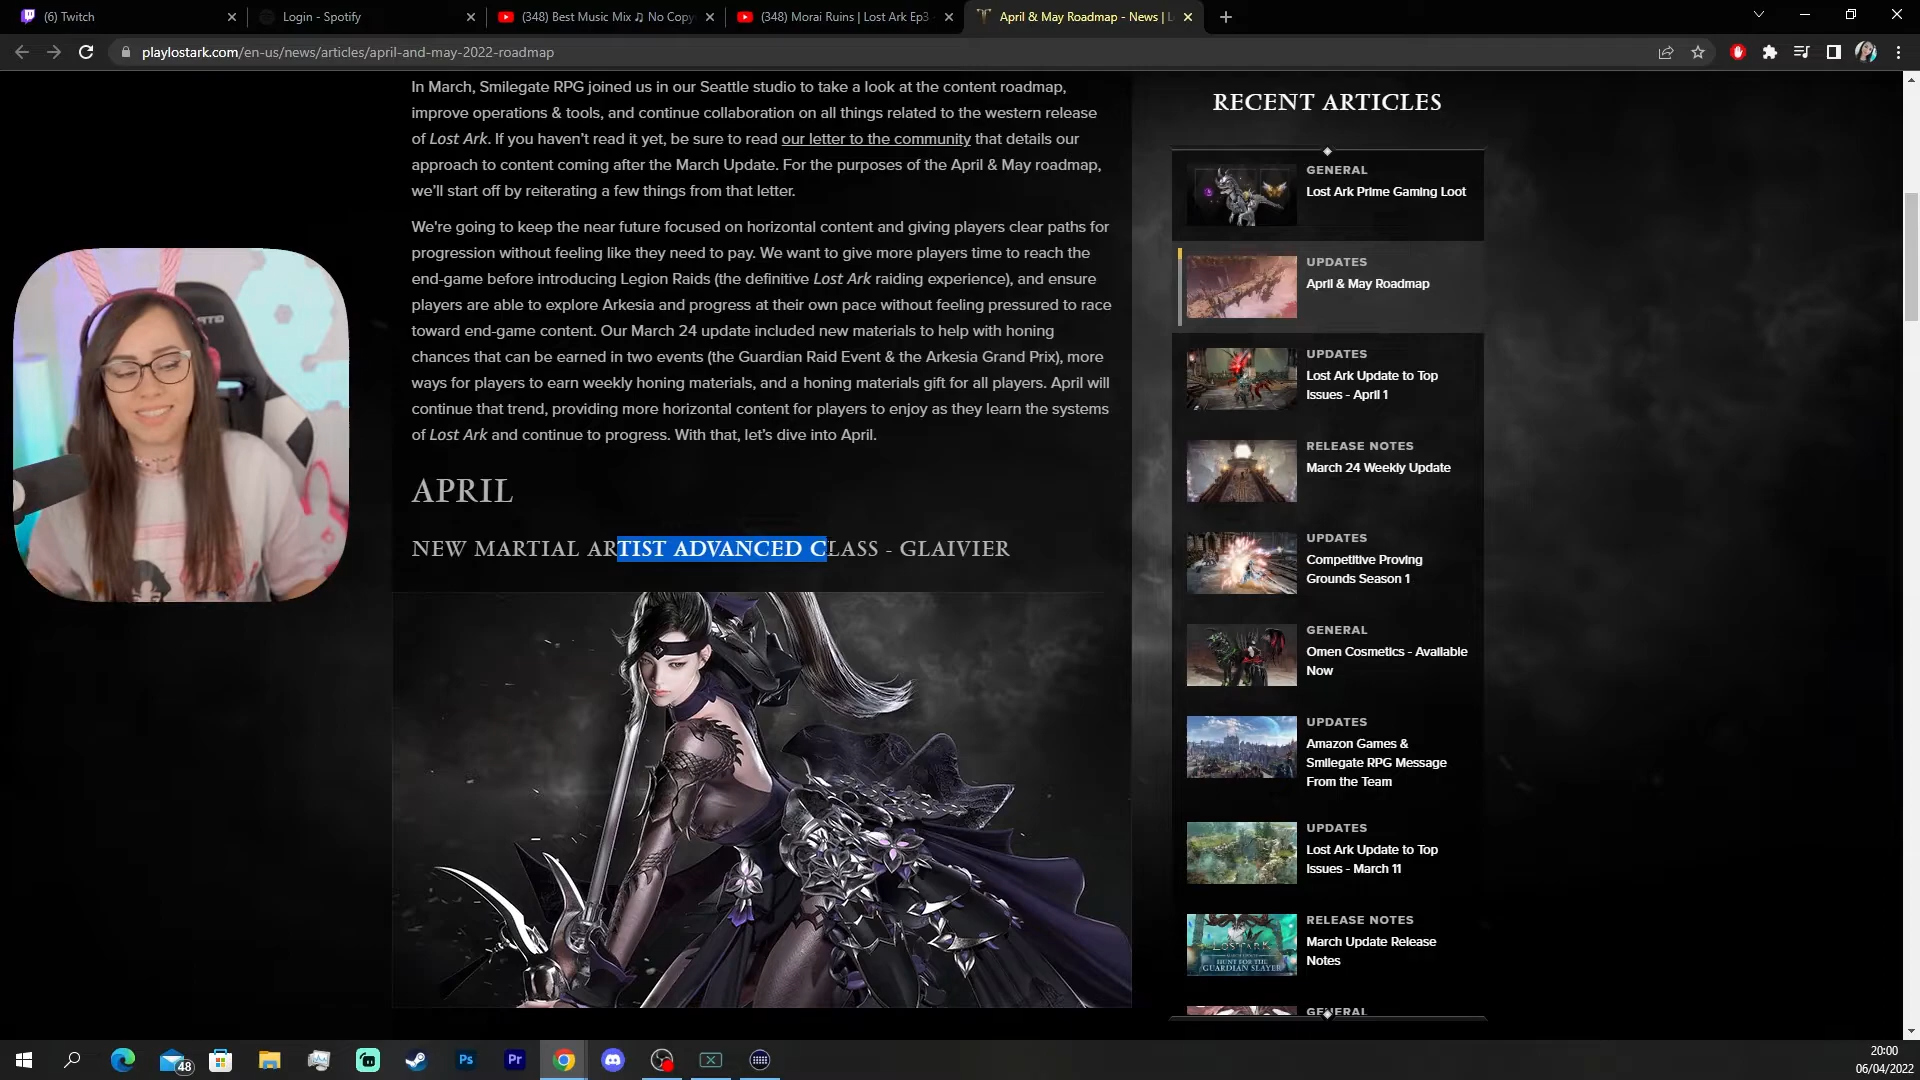 (6) Twitch
Login - Spotify
(348) Best Music Mix ♫ No Copy
(348) Morai Ruins | Lost Ark Ep3
April & May Roadmap - News | L
playlostark.com/en-us/news/articles/april-and-may-2022-roadmap
In March, Smilegate RPG joined us in our Seattle studio to take a look at the content roadmap,
improve operations & tools, and continue collaboration on all things related to the western release
of Lost Ark. If you haven’t read it yet, be sure to read our letter to the community that details our
approach to content coming after the March Update. For the purposes of the April & May roadmap,
we’ll start off by reiterating a few things from that letter.
We're going to keep the near future focused on horizontal content and giving players clear paths for
progression without feeling like they need to pay. We want to give more players time to reach the
end-game before introducing Legion Raids (the definitive Lost Ark raiding experience), and ensure
players are able to explore Arkesia and progress at their own pace without feeling pressured to race
toward end-game content. Our March 24 update included new materials to help with honing
chances that can be earned in two events (the Guardian Raid Event & the Arkesia Grand Prix), more
ways for players to earn weekly honing materials, and a honing materials gift for all players. April will
continue that trend, providing more horizontal content for players to enjoy as they learn the systems
of Lost Ark and continue to progress. With that, let’s dive into April.
APRIL
NEW MARTIAL ARTIST ADVANCED CLASS - GLAIVIER
RECENT ARTICLES
GENERAL
Lost Ark Prime Gaming Loot
UPDATES
April & May Roadmap
UPDATES
Lost Ark Update to Top
Issues - April 1
RELEASE NOTES
March 24 Weekly Update
UPDATES
Competitive Proving
Grounds Season 1
GENERAL
Omen Cosmetics - Available
Now
UPDATES
Amazon Games &
Smilegate RPG Message
From the Team
UPDATES
Lost Ark Update to Top
Issues - March 11
RELEASE NOTES
March Update Release
Notes
LOST ARK
HUNT FOR THE
GUARDIAN SLAYER
GENERAL
48
Ps
Pr
20:00
06/04/2022